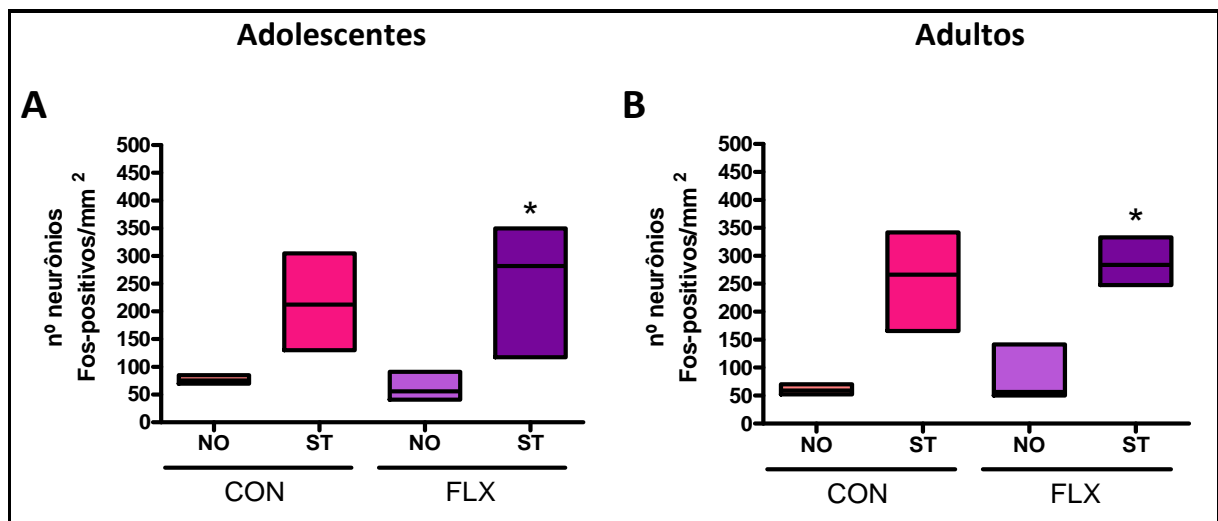 Adolescentes
Adultos
A
nº neurônios
Fos-positivos/mm 2
500
450
400
350
300
250
200
150
100
50
0
*
NO
ST
NO
ST
CON
FLX
B
nº neurônios
Fos-positivos/mm 2
500
450
400
350
300
250
200
150
100
50
0
*
NO
ST
NO
ST
CON
FLX